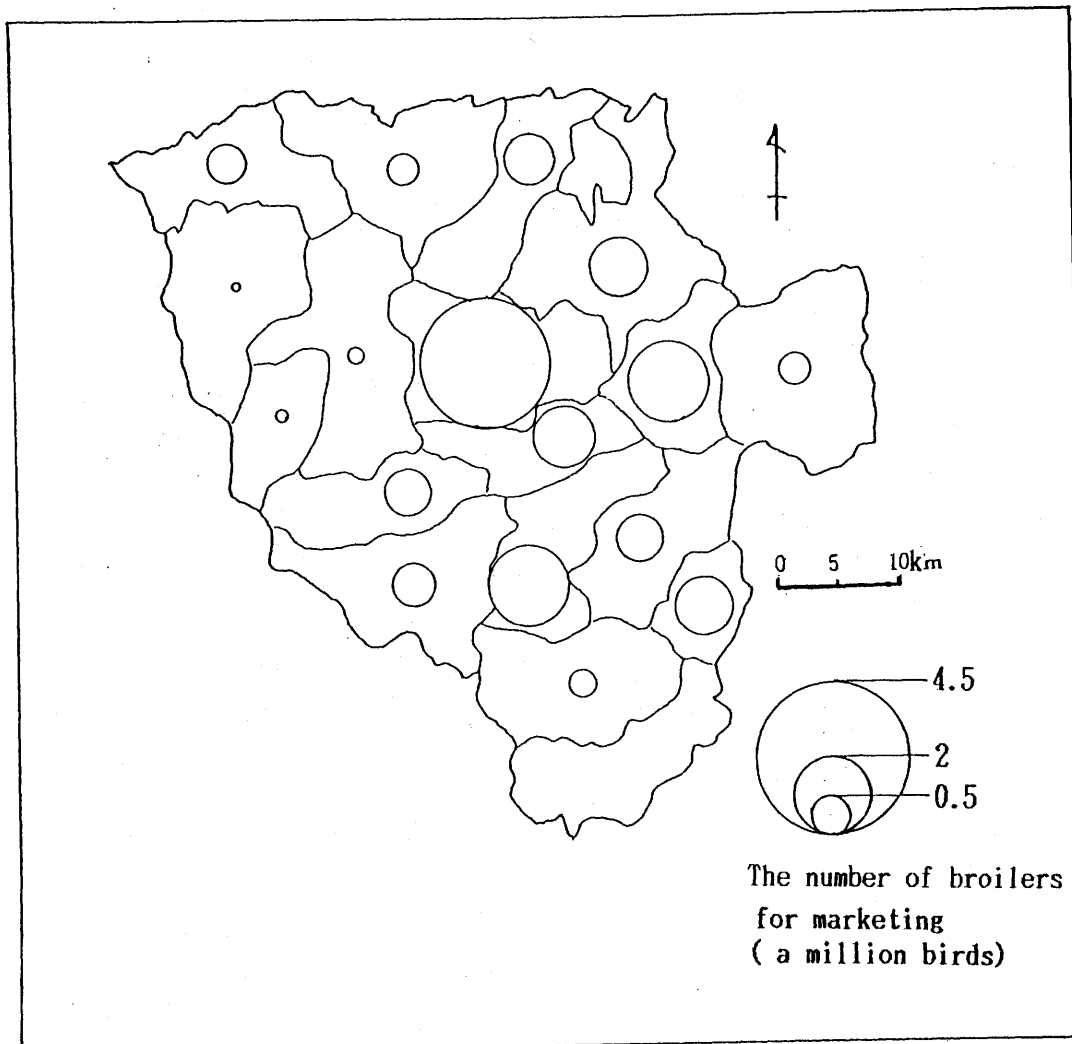 0 5 10km
4.5
2
0.5
The number of broilers
for marketing
( a million birds)